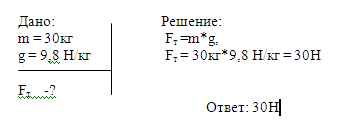 Дано:
m = 30кг
g = 9,8 Н/кг
Fт -?
Решение:
Fт =m*g,
Fт = 30кг*9,8 Н/кг = 30Н
Ответ: 30Н